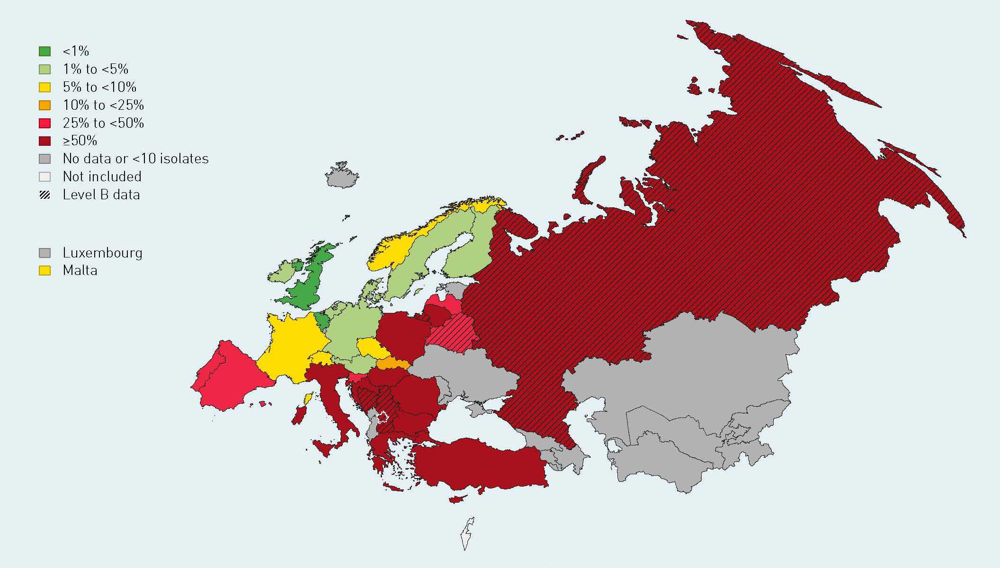 <1%
1% to <5%
5% to <10%
10% to <25%
25% to <50%
≥50%
No data or <10 isolates
Not included
Level B data
Luxembourg
Malta